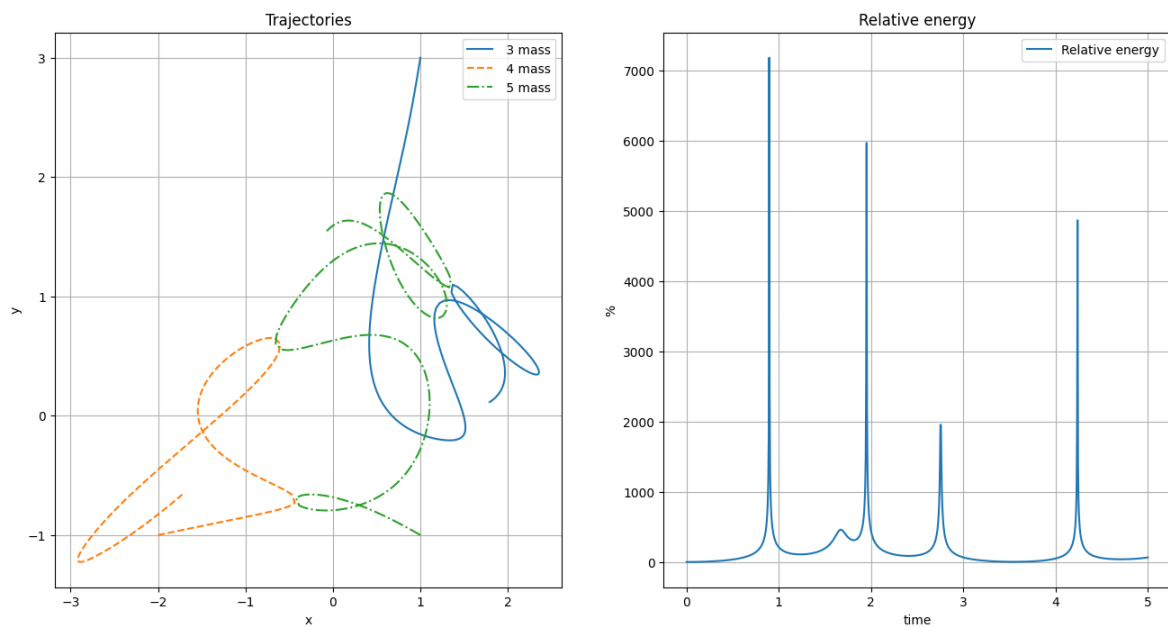 Trajectories
3 mass
4 mass
5 mass
3
2
1
0
−1
y
−3
−2
−1
0
1
2
x
Relative energy
Relative energy
7000
6000
5000
4000
3000
2000
1000
0
%
0
1
2
3
4
5
time